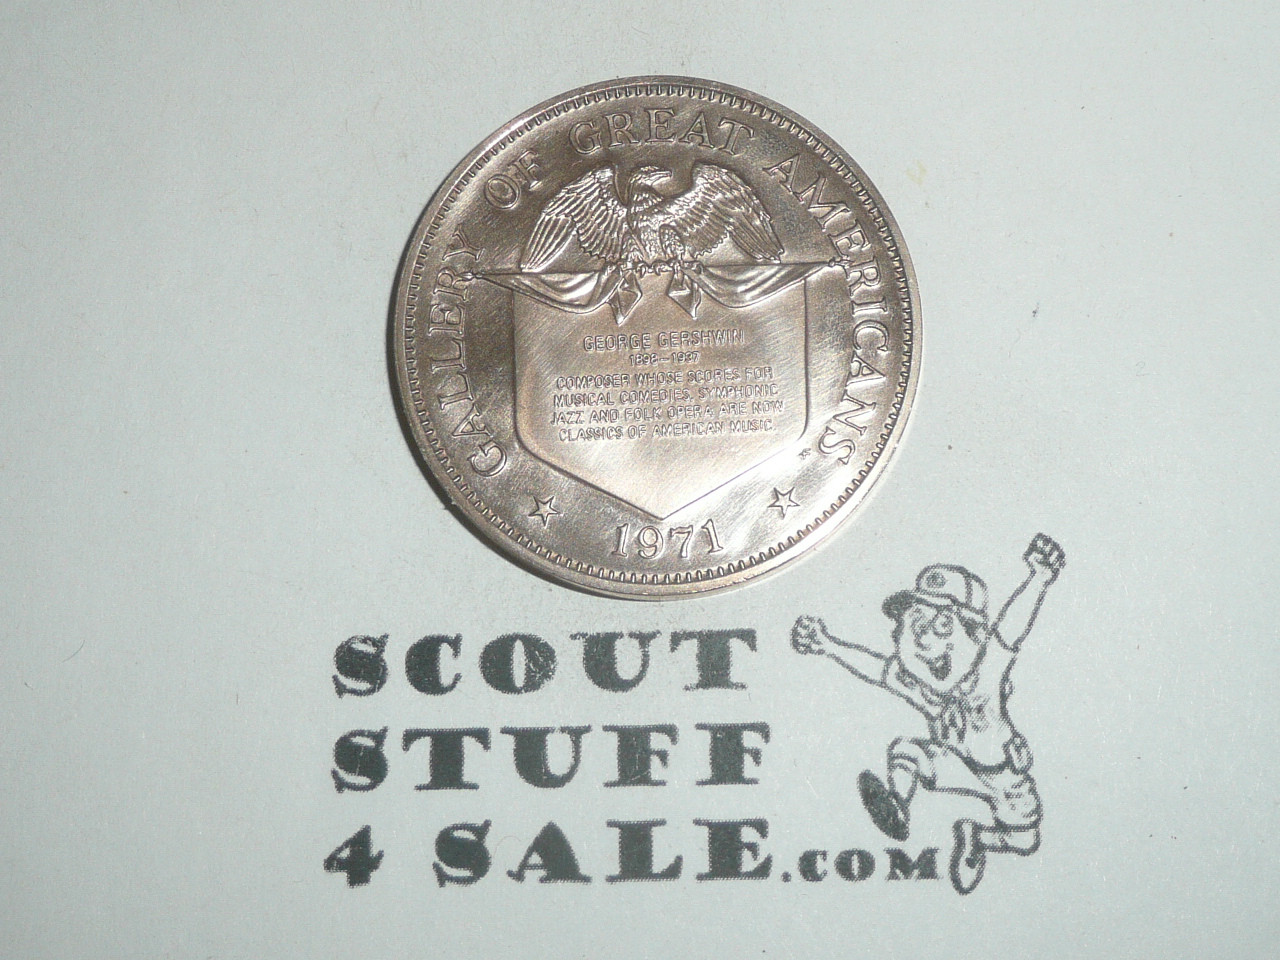 GALLERY OF GREAT AMERICANS
GEORGE GERSHWIN
1898–1937
COMPOSER WHOSE SCORES FOR
MUSICAL COMEDIES, SYMPHONIC
JAZZ AND FOLK OPERA ARE NOW
CLASSICS OF AMERICAN MUSIC.
1971
SCOUT
STUFF
4 SALE.COM